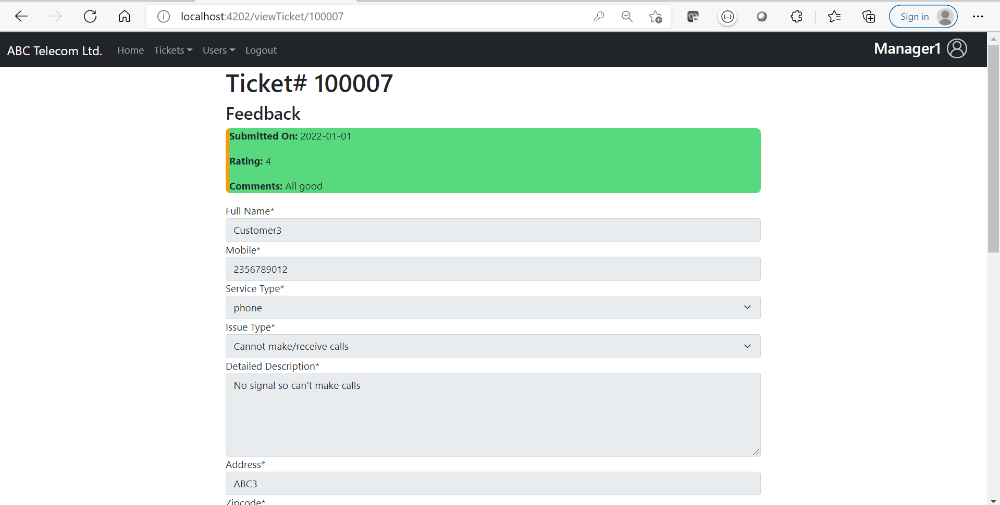 localhost:4202/viewTicket/100007
Sign in
ABC Telecom Ltd.
Home
Tickets
Users
Logout
Manager1
Ticket# 100007
Feedback
Submitted On: 2022-01-01
Rating: 4
Comments: All good
Full Name*
Customer3
Mobile*
2356789012
Service Type*
phone
Issue Type*
Cannot make/receive calls
Detailed Description*
No signal so can't make calls
Address*
ABC3
Zipcode*